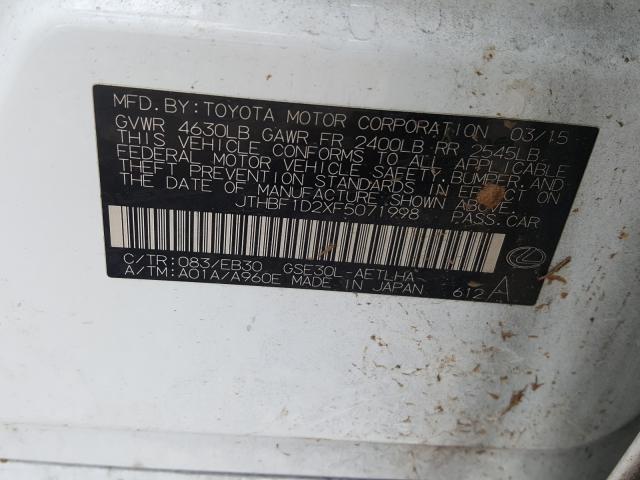 MFD. BY: TOYOTA MOTOR CORPORATION 03/15
GVWR 4630LB GAWR FR 2400LB RR 2545LB
THIS VEHICLE CONFORMS TO ALL APPLICABLE
FEDERAL MOTOR VEHICLE SAFETY, BUMPER, AND
THEFT PREVENTION STANDARDS IN EFFECT ON
THE DATE OF MANUFACTURE SHOWN ABOVE.
JTHBF1D2XF5071998 PASS.CAR
C/TR: 083/EB30 GSE30L-AETLHA
A/TM: A01A/A960E MADE IN JAPAN 612 A